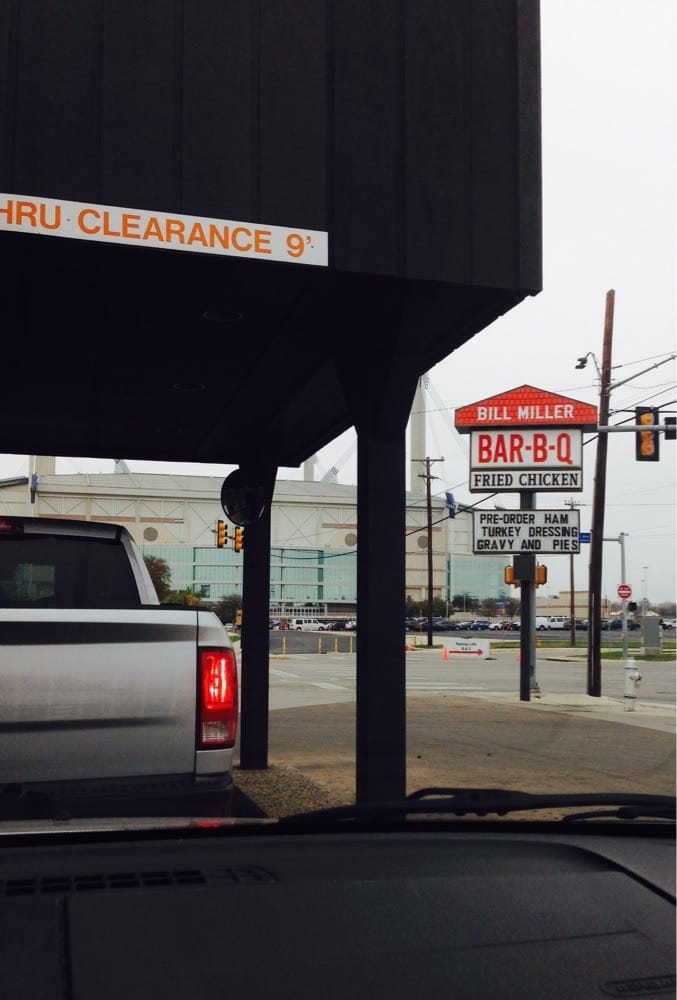 HRU CLEARANCE 9'
BILL MILLER
BAR-B-Q
FRIED CHICKEN
PRE-ORDER HAM
TURKEY DRESSING
GRAVY AND PIES